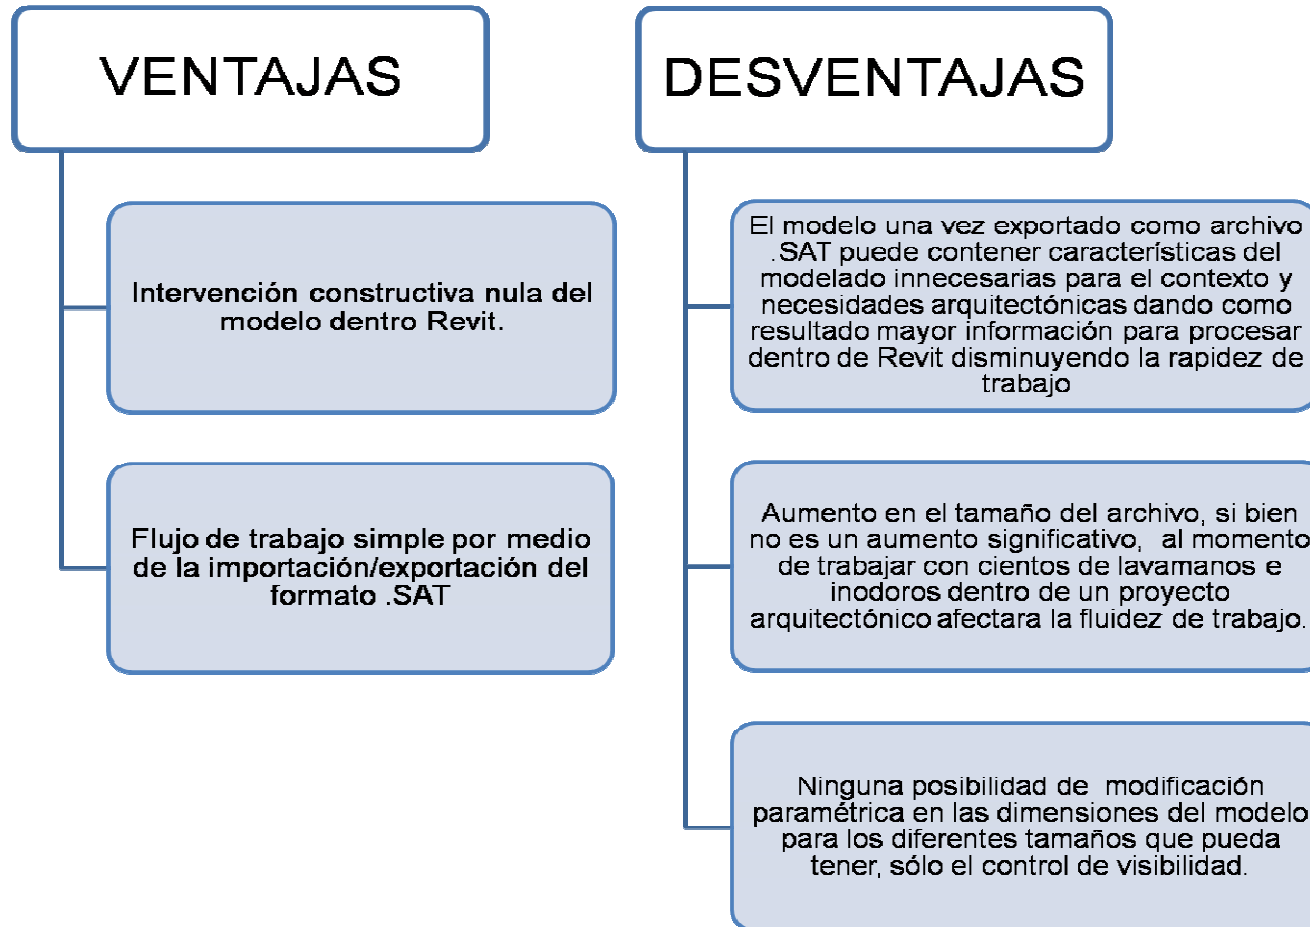 VENTAJAS
Intervención constructiva nula del
modelo dentro Revit.
Flujo de trabajo simple por medio
de la importación/exportación del
formato .SAT
DESVENTAJAS
El modelo una vez exportado como archivo
.SAT puede contener características del
modelado innecesarias para el contexto y
necesidades arquitectónicas dando como
resultado mayor información para procesar
dentro de Revit disminuyendo la rapidez de
trabajo
Aumento en el tamaño del archivo, si bien
no es un aumento significativo, al momento
de trabajar con cientos de lavamanos e
inodoros dentro de un proyecto
arquitectónico afectara la fluidez de trabajo.
Ninguna posibilidad de modificación
paramétrica en las dimensiones del modelo
para los diferentes tamaños que pueda
tener, sólo el control de visibilidad.